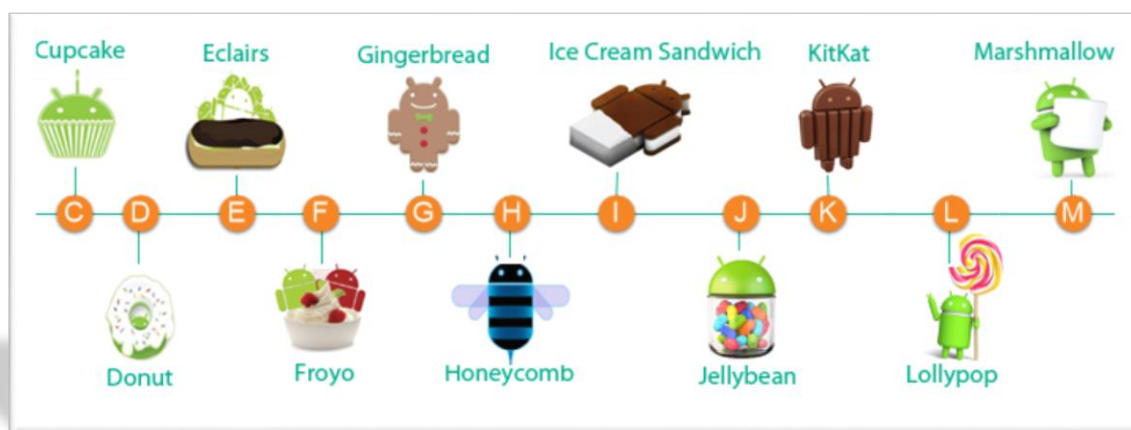 Cupcake
Eclairs
Gingerbread
Ice Cream Sandwich
KitKat
Marshmallow
C D E F G H I J K L M
Donut
Froyo
Honeycomb
Jellybean
Lollypop